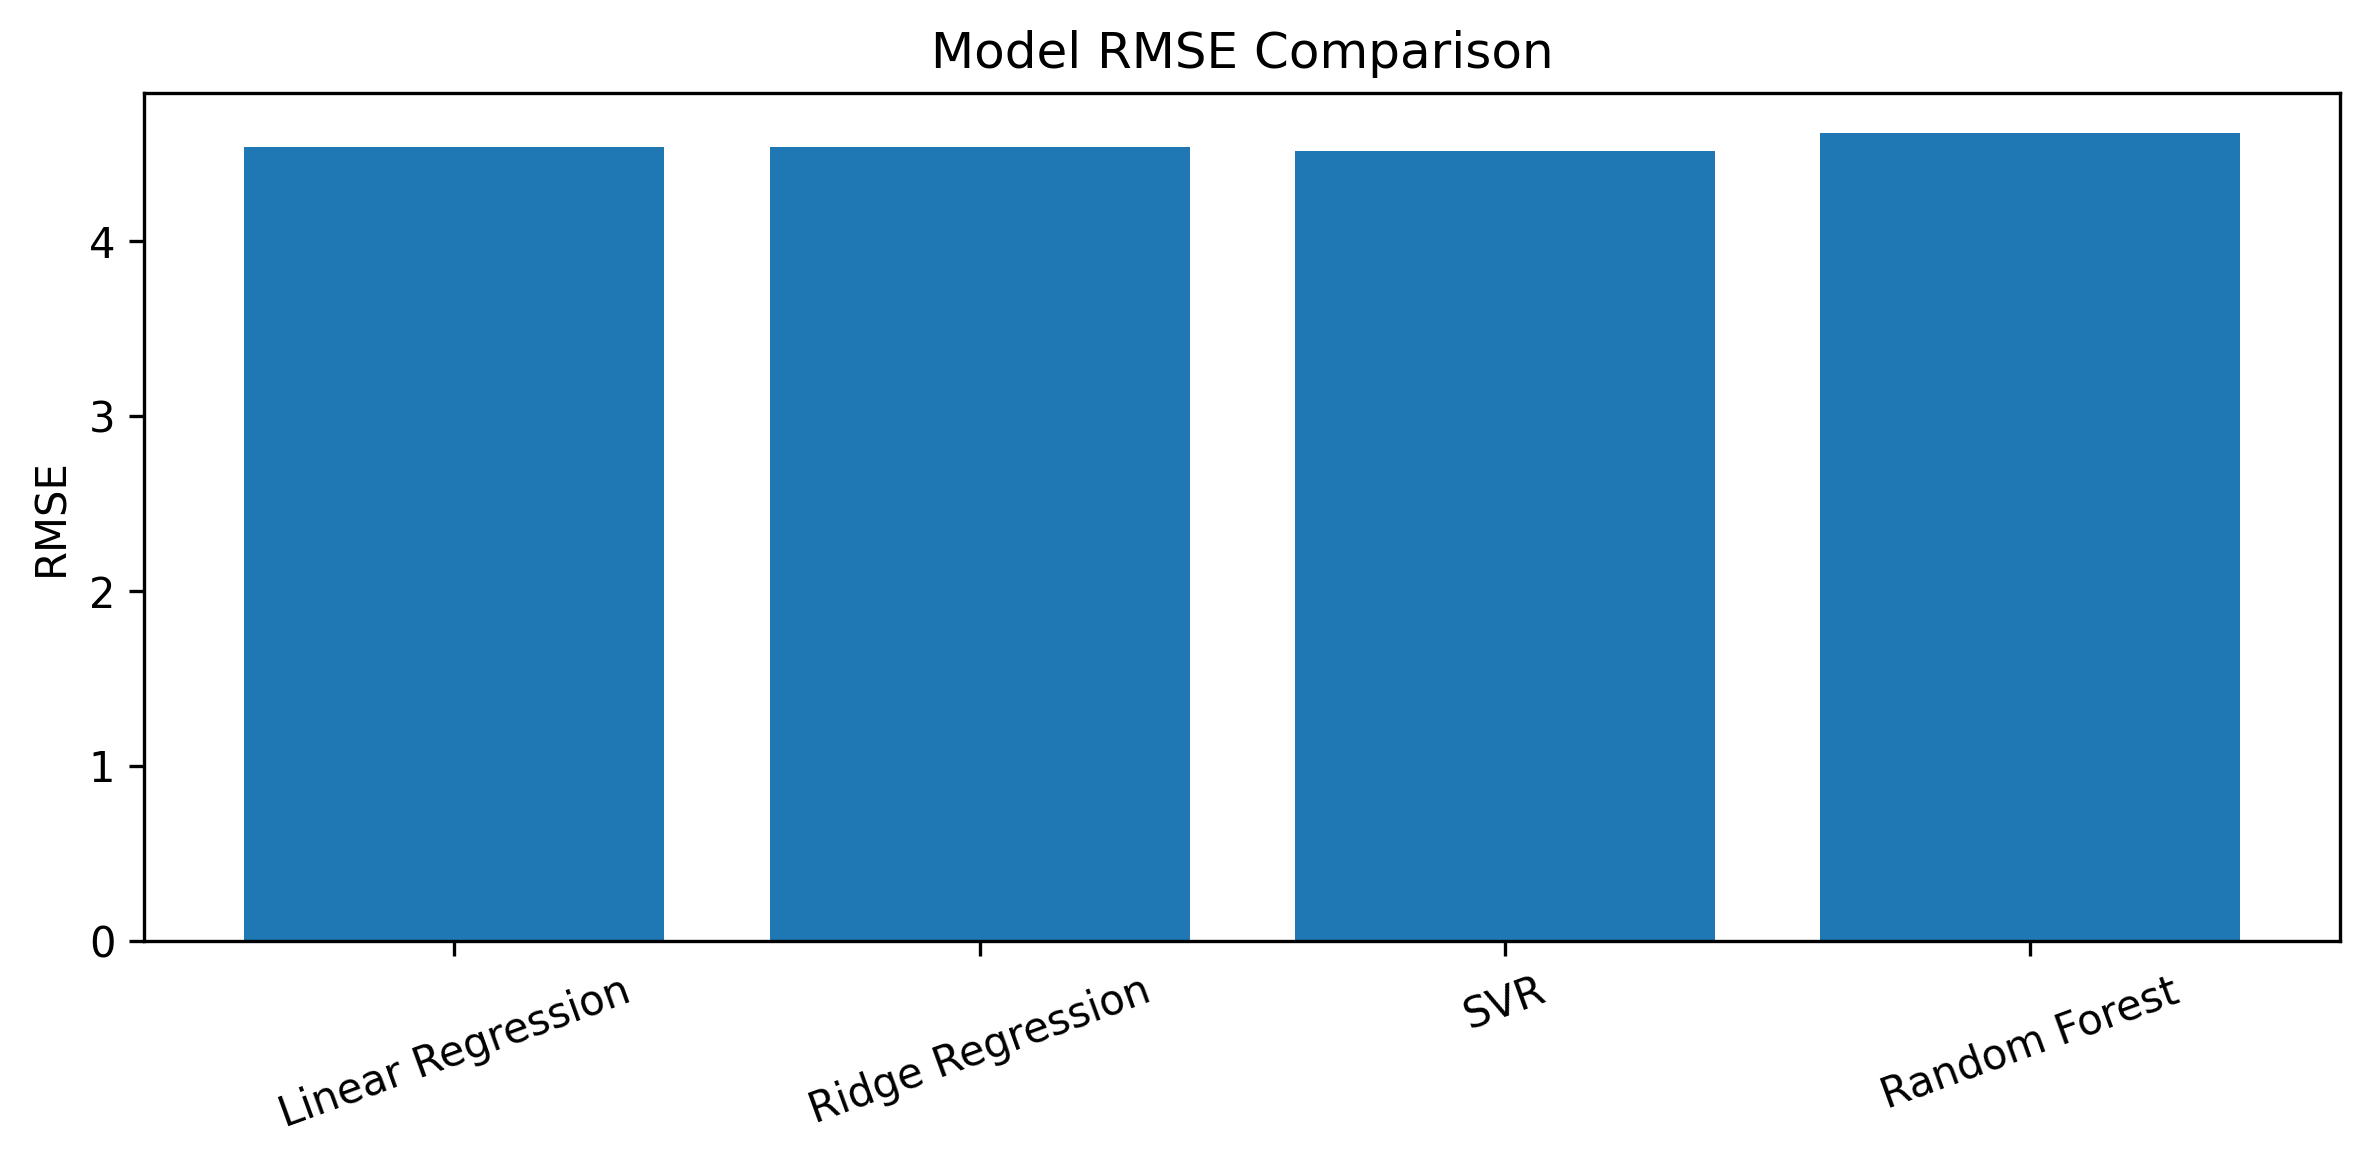 Model RMSE Comparison
RMSE
4
3
2
1
0
Linear Regression
Ridge Regression
SVR
Random Forest